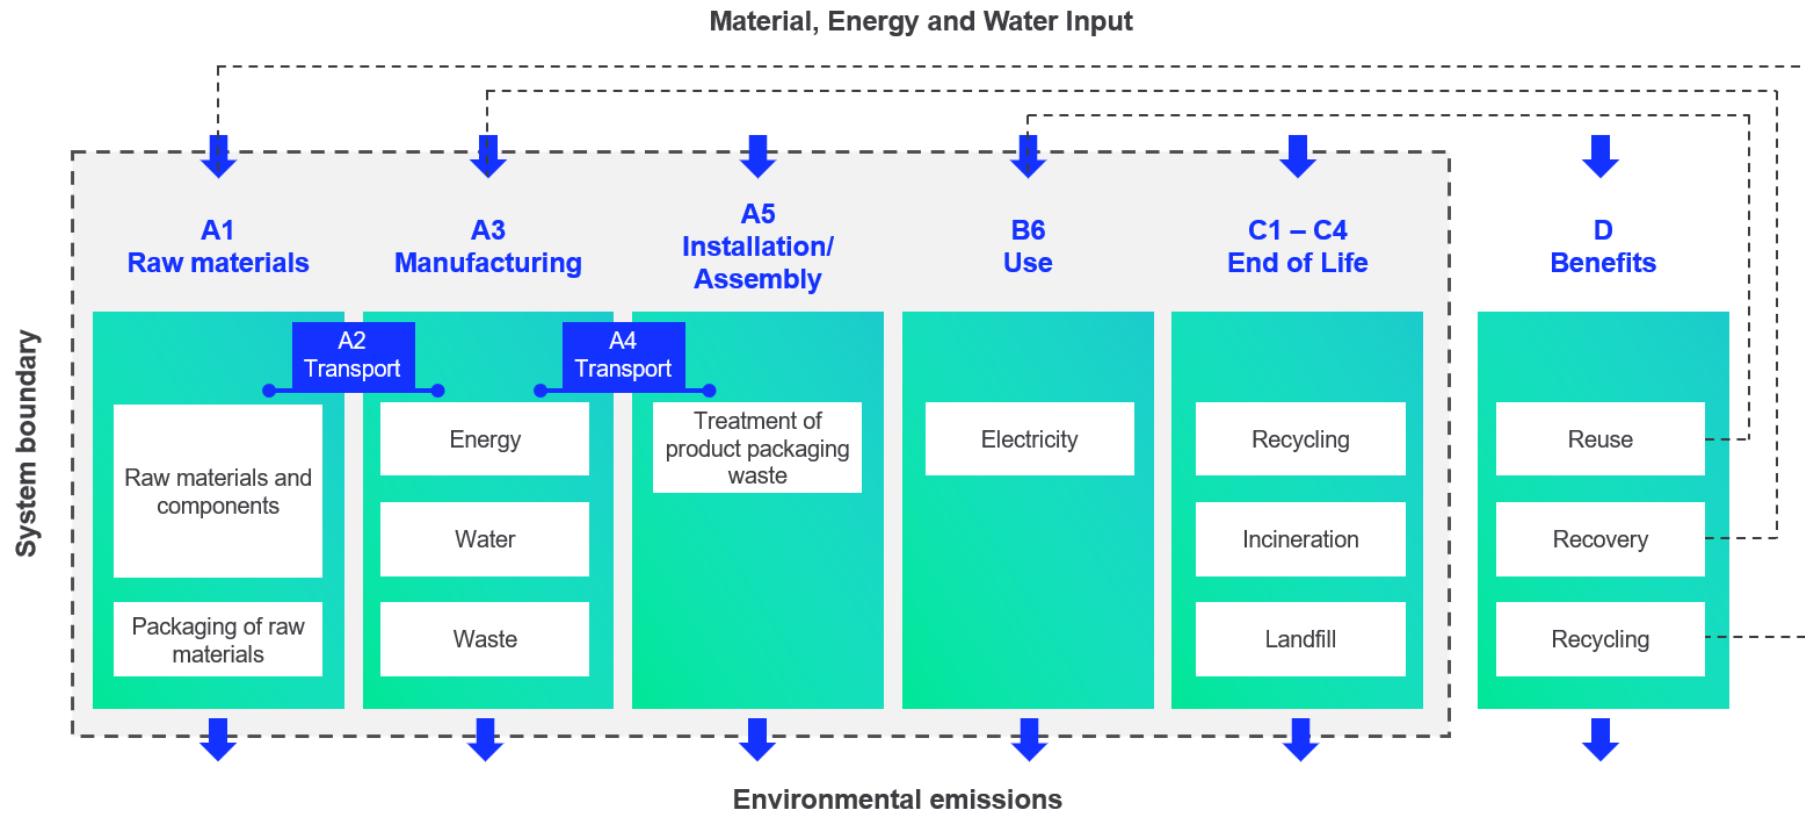 Material, Energy and Water Input
System boundary
A1
Raw materials
A3
Manufacturing
A5
Installation/
Assembly
B6
Use
C1 – C4
End of Life
D
Benefits
A2
Transport
A4
Transport
Raw materials and
components
Packaging of raw
materials
Energy
Water
Waste
Treatment of
product packaging
waste
Electricity
Recycling
Incineration
Landfill
Reuse
Recovery
Recycling
Environmental emissions